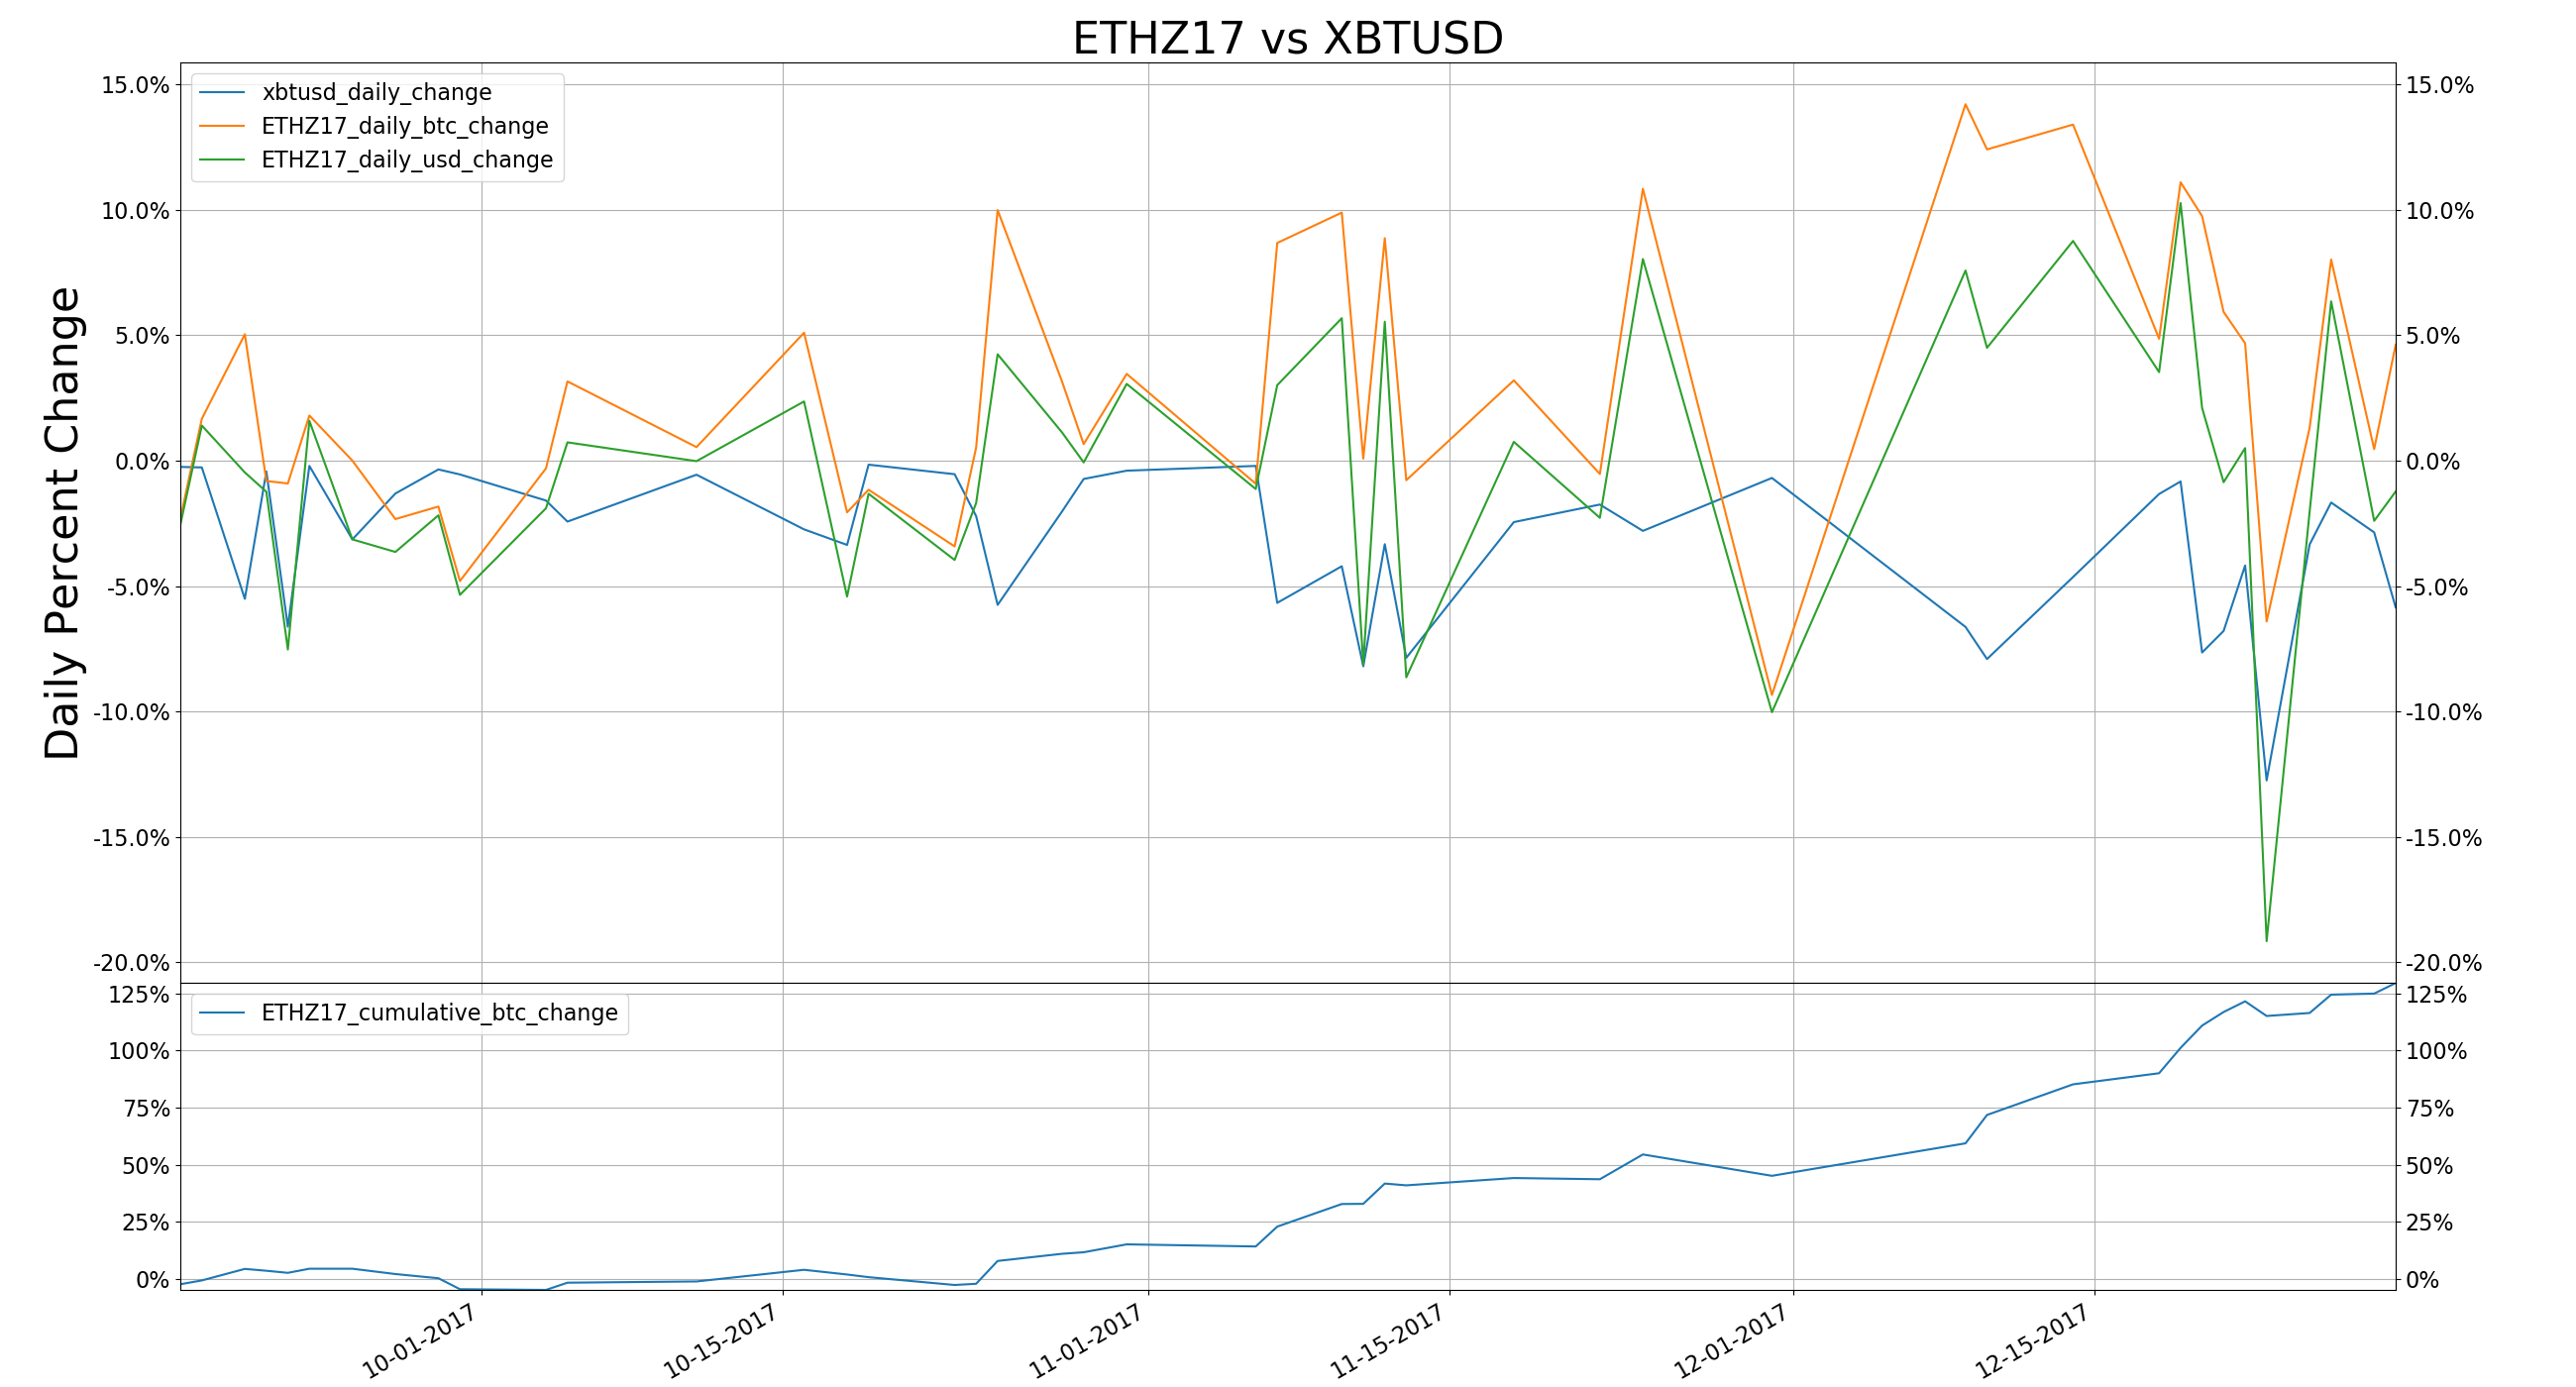 ETHZ17 vs XBTUSD
Daily Percent Change
xbtusd_daily_change
ETHZ17_daily_btc_change
ETHZ17_daily_usd_change
15.0% 15.0%
10.0% 10.0%
5.0% 5.0%
0.0% 0.0%
-5.0% -5.0%
-10.0% -10.0%
-15.0% -15.0%
-20.0% -20.0%
ETHZ17_cumulative_btc_change
125% 125%
100% 100%
75% 75%
50% 50%
25% 25%
0% 0%
10-01-2017 10-15-2017 11-01-2017 11-15-2017 12-01-2017 12-15-2017